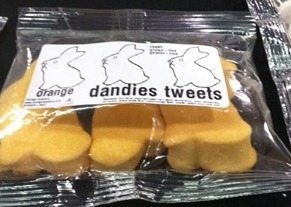 vegan
gluten - free
gelatin - free
orange
dandies tweets